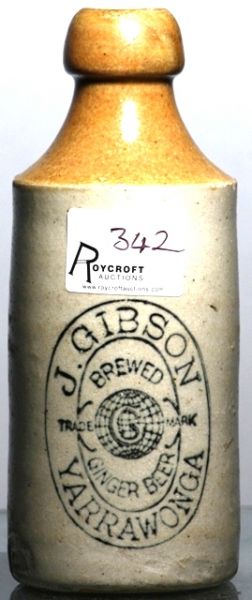 342
ROYCROFT
AUCTIONS
www.roycroftauctions.com
J. GIBSON
BREWED
TRADE MARK
G
GINGER BEER
YARRAWONGA